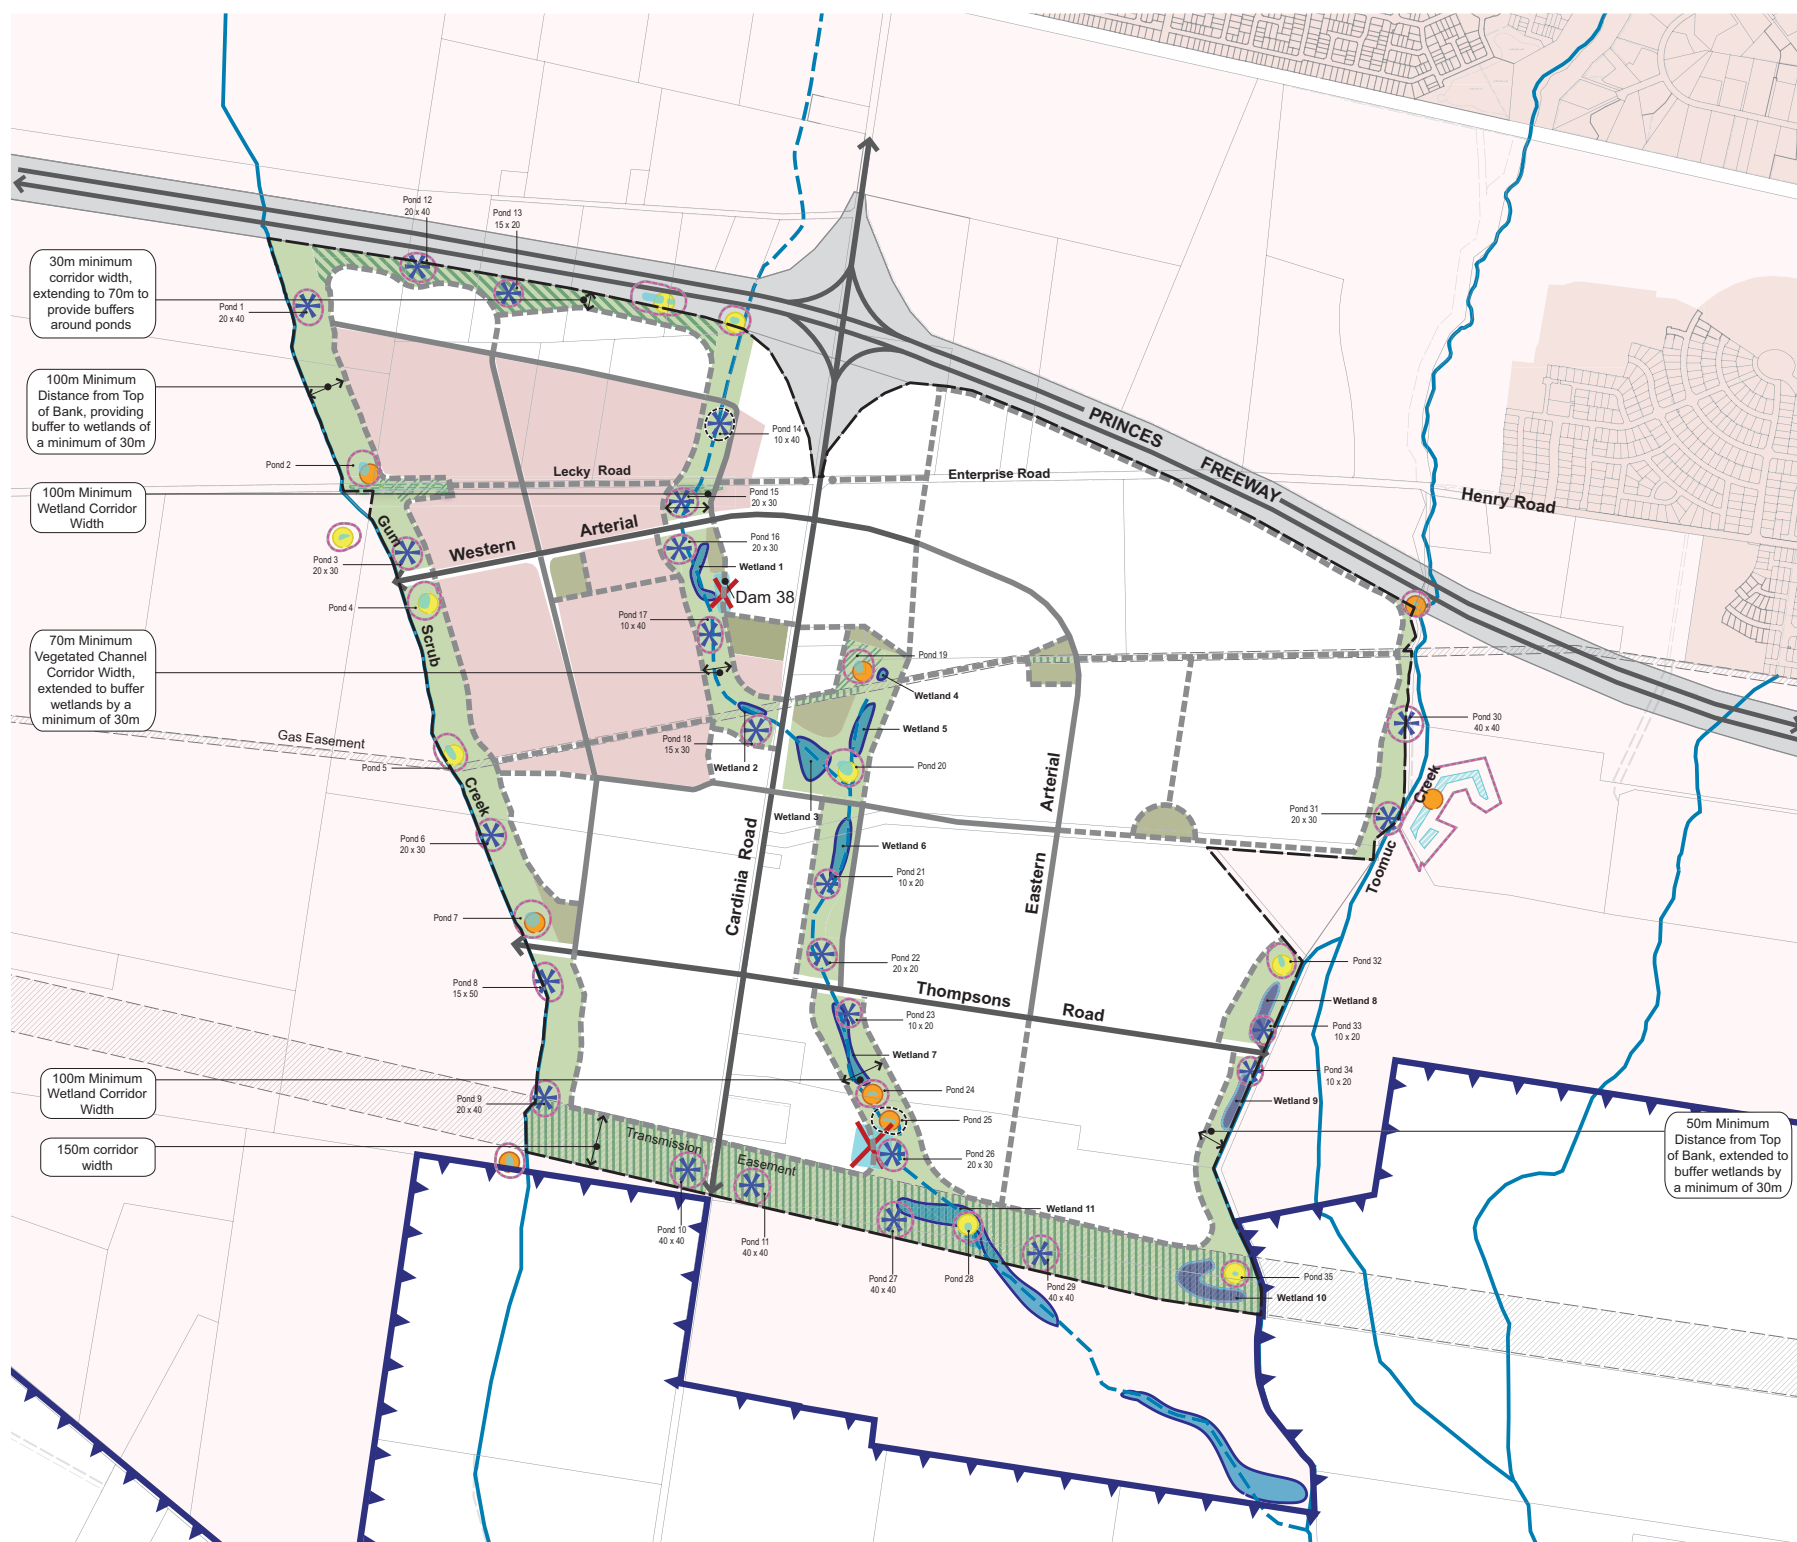 Pond 12
20 x 40
Pond 13
15 x 20
30m minimum
corridor width,
extending to 70m to
provide buffers
around ponds
Pond 1
20 x 40
100m Minimum
Distance from Top
of Bank, providing
buffer to wetlands of
a minimum of 30m
PRINCES
FREEWAY
Pond 14
10 x 40
Pond 2
Lecky Road
Enterprise Road
Henry Road
100m Minimum
Wetland Corridor
Width
Pond 15
20 x 30
Gum
Western
Arterial
Pond 16
20 x 30
Pond 3
20 x 30
Wetland 1
Dam 38
Pond 4
Scrub
Pond 17
10 x 40
70m Minimum
Vegetated Channel
Corridor Width,
extended to buffer
wetlands by a
minimum of 30m
Pond 19
Wetland 4
Pond 30
40 x 40
Wetland 5
Gas Easement
Pond 18
15 x 30
Pond 5
Wetland 2
Pond 20
Creek
Arterial
Creek
Wetland 3
Pond 31
20 x 30
Pond 6
20 x 30
Wetland 6
Cardinia Road
Eastern
Toomuc
Pond 21
10 x 20
Pond 7
Pond 22
20 x 20
Pond 32
Pond 8
15 x 50
Thompsons
Road
Wetland 8
Pond 23
10 x 20
Pond 33
10 x 20
Wetland 7
Pond 34
10 x 20
100m Minimum
Wetland Corridor
Width
Pond 9
20 x 40
Pond 24
Wetland 9
Pond 25
50m Minimum
Distance from Top
of Bank, extended to
buffer wetlands by
a minimum of 30m
150m corridor
width
Transmission
Easement
Pond 26
20 x 30
Wetland 11
Pond 10
40 x 40
Pond 11
40 x 40
Pond 27
40 x 40
Pond 28
Pond 29
40 x 40
Pond 35
Wetland 10